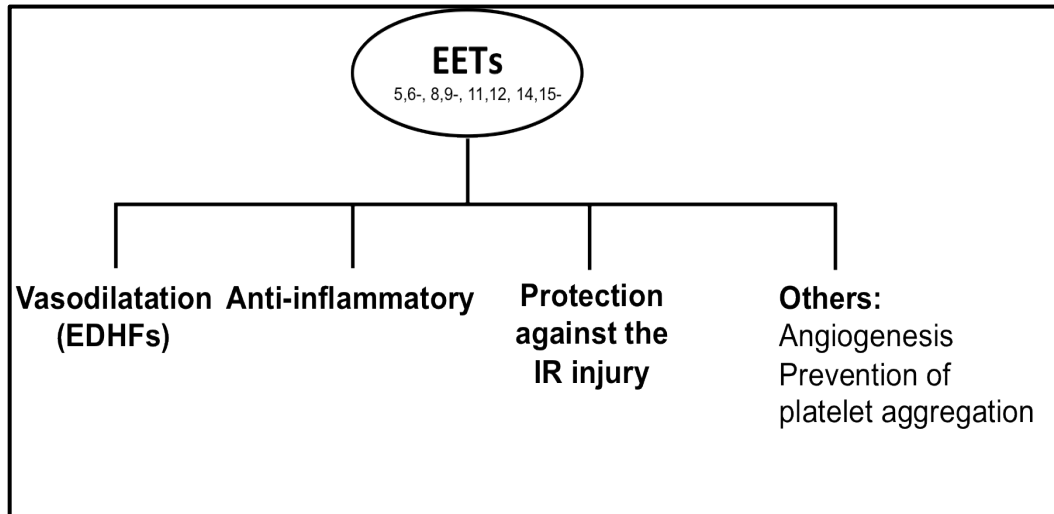 EETs
5,6-, 8,9-, 11,12, 14,15-
Vasodilatation
(EDHFs)
Anti-inflammatory
Protection
against the
IR injury
Others:
Angiogenesis
Prevention of
platelet aggregation